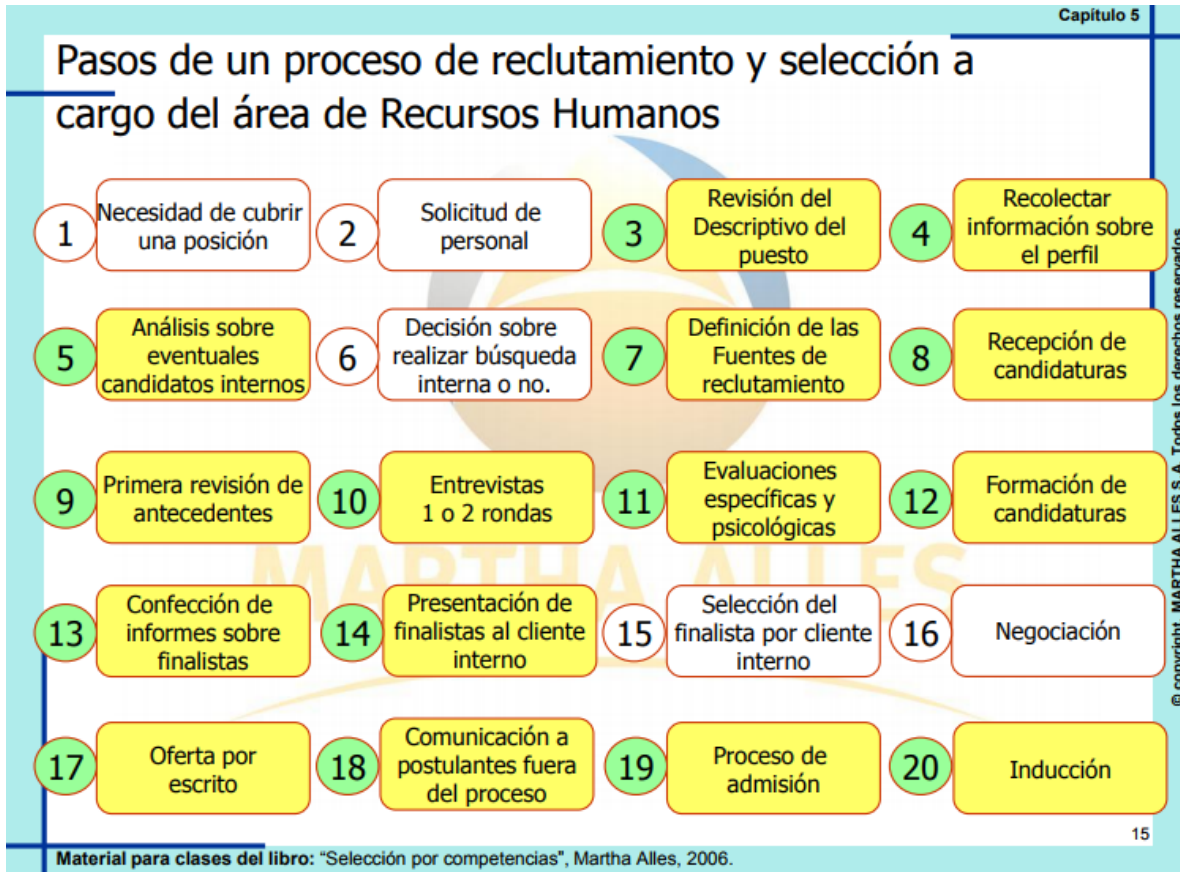 Capítulo 5
Pasos de un proceso de reclutamiento y selección a
cargo del área de Recursos Humanos
1
Necesidad de cubrir
una posición
2
Solicitud de
personal
3
Revisión del
Descriptivo del
puesto
4
Recolectar
información sobre
el perfil
5
Análisis sobre
eventuales
candidatos internos
6
Decisión sobre
realizar búsqueda
interna o no.
7
Definición de las
Fuentes de
reclutamiento
8
Recepción de
candidaturas
9
Primera revisión de
antecedentes
10
Entrevistas
1 o 2 rondas
11
Evaluaciones
específicas y
psicológicas
12
Formación de
candidaturas
13
Confección de
informes sobre
finalistas
14
Presentación de
finalistas al cliente
interno
15
Selección del
finalista por cliente
interno
16
Negociación
17
Oferta por
escrito
18
Comunicación a
postulantes fuera
del proceso
19
Proceso de
admisión
20
Inducción
MARTHA ALLES
© copyright MARTHA ALLES S.A. Todos los derechos reservados
15
Material para clases del libro: “Selección por competencias", Martha Alles, 2006.